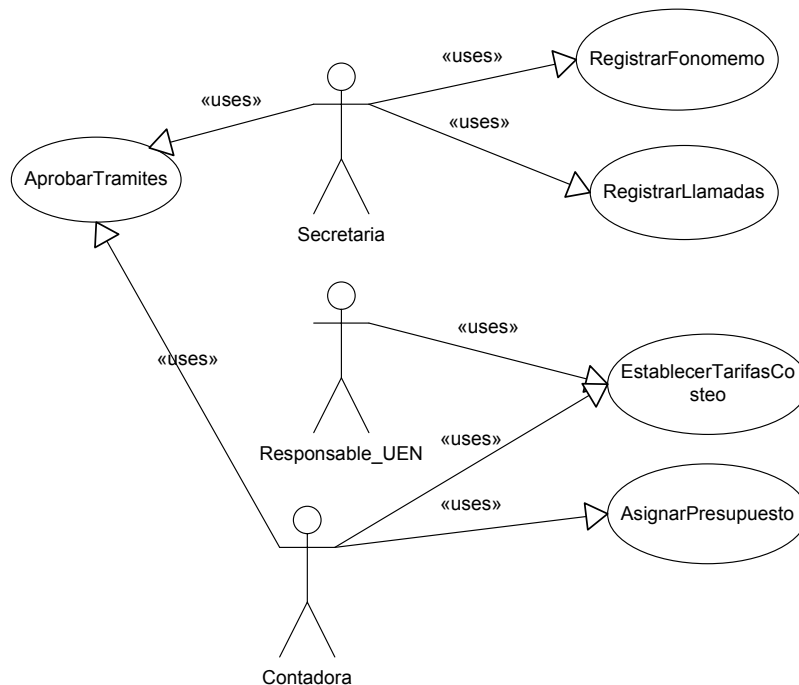 «uses»
RegistrarFonomemo
«uses»
«uses»
AprobarTramites
RegistrarLlamadas
Secretaria
«uses»
«uses»
EstablecerTarifasCo
steo
Responsable_UEN
«uses»
«uses»
AsignarPresupuesto
Contadora